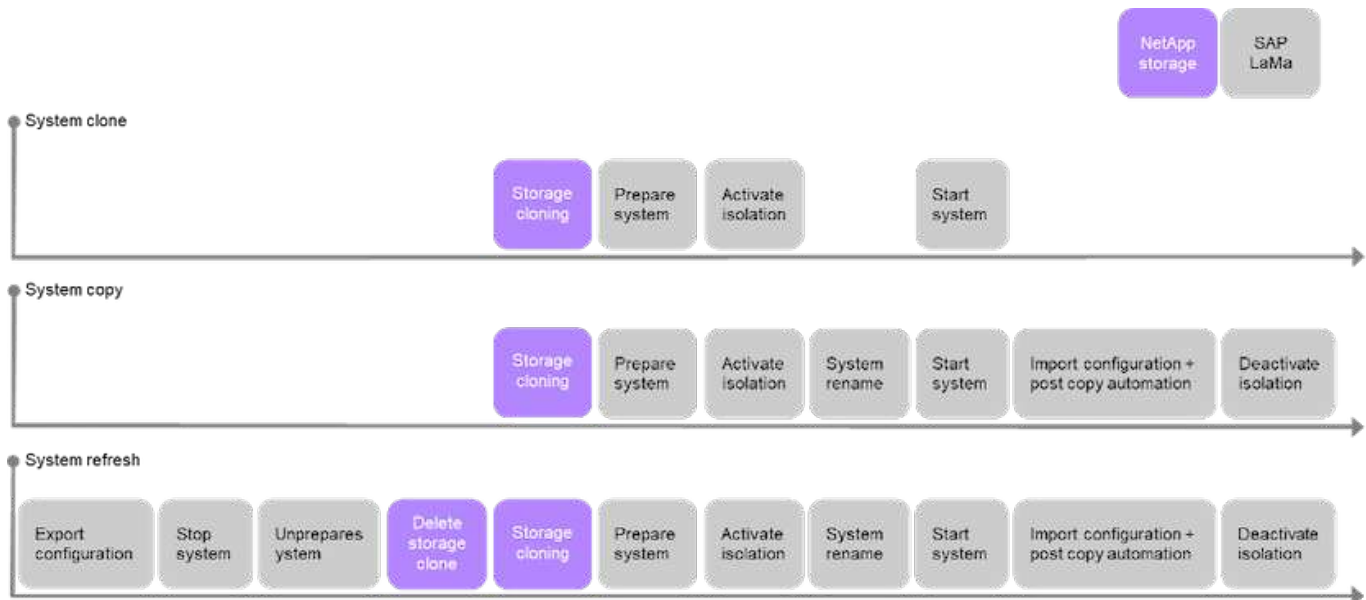 NetApp
storage
SAP
LaMa
System clone
Storage
cloning
Prepare
system
Activate
isolation
Start
system
System copy
Storage
cloning
Prepare
system
Activate
isolation
System
rename
Start
system
Import configuration +
post copy automation
Deactivate
isolation
System refresh
Export
configuration
Stop
system
Unprepares
ystem
Delete
storage
clone
Storage
cloning
Prepare
system
Activate
isolation
System
rename
Start
system
Import configuration +
post copy automation
Deactivate
isolation